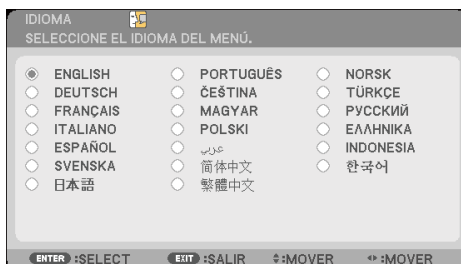 IDIOMA
SELECCIONE EL IDIOMA DEL MENÚ.
ENGLISH PORTUGUÊS NORSK
DEUTSCH ČEŠTINA TÜRKÇE
FRANÇAIS MAGYAR РУССКИЙ
ITALIANO POLSKI ΕΛΛΗΝΙΚΑ
ESPAÑOL عربي INDONESIA
SVENSKA 简体中文 한국어
日本語 繁體中文
ENTER :SELECT EXIT :SALIR :MOVER :MOVER